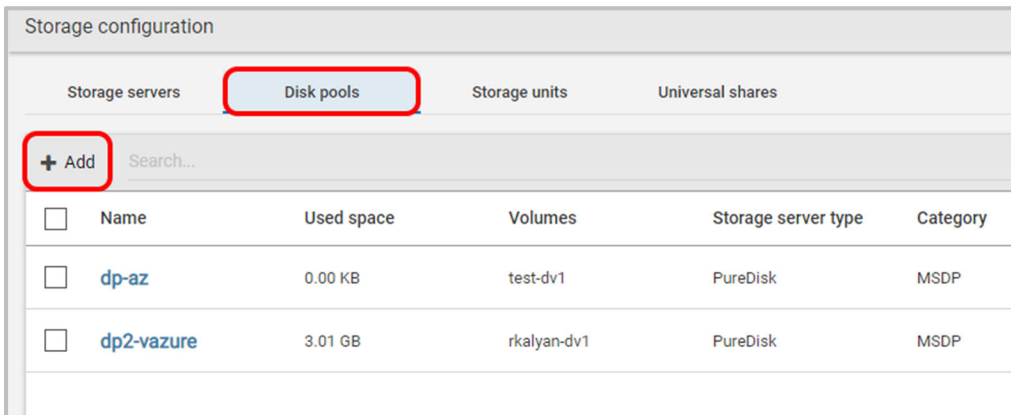 Storage configuration
Storage servers Disk pools Storage units Universal shares
+ Add Search...
Name Used space Volumes Storage server type Category
dp-az 0.00 KB test-dv1 PureDisk MSDP
dp2-vazure 3.01 GB rkalyan-dv1 PureDisk MSDP